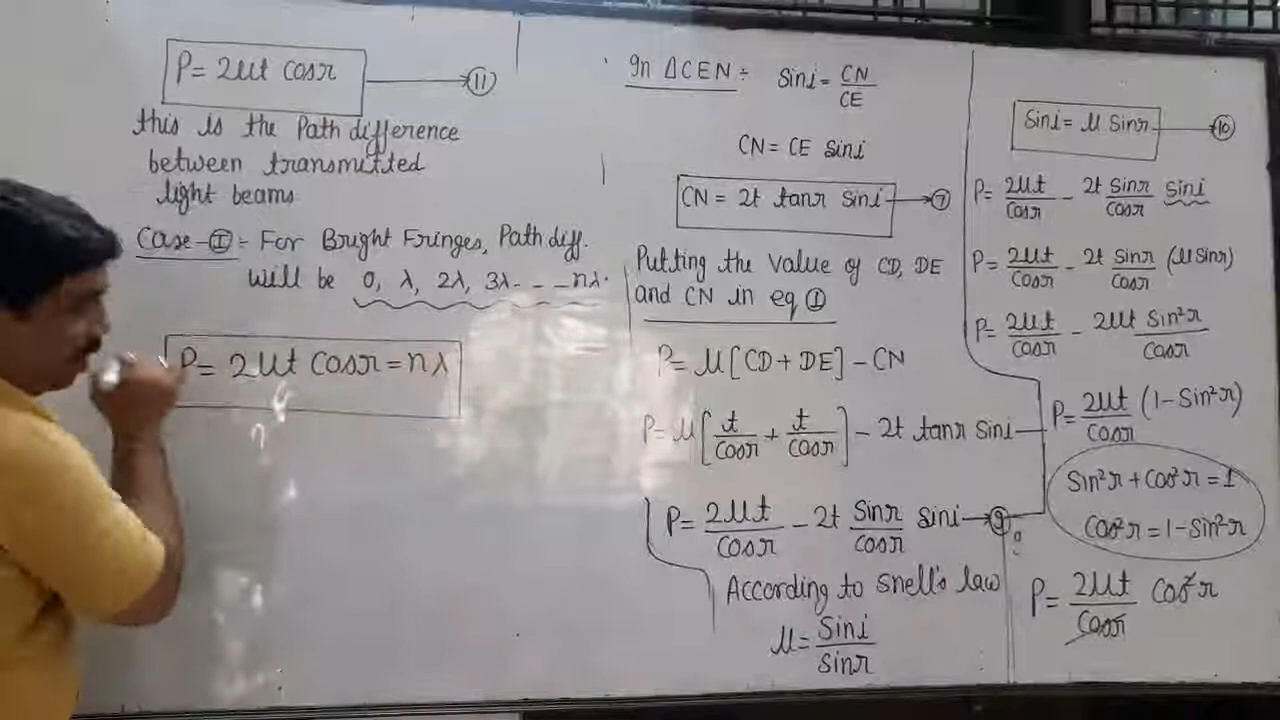 P = 2μt cosr → ⑪
this is the Path difference
between transmitted
light beams
Case-Ⓘ:- For Bright Fringes, Path diff.
will be 0, λ, 2λ, 3λ - - - nλ.
P = 2μt cosr = nλ
In ΔCEN ÷ Sini = CN/CE
CN = CE sini
CN = 2t tanr sini → ⑦
Putting the value of CD, DE
and CN in eq ①
P = μ[CD + DE] - CN
P = μ[t/cosr + t/cosr] - 2t tanr sini
P = 2μt/cosr - 2t sinr/cosr sini → ⑨
According to snell's law
μ = sini/sinr
Sini = μ sinr → ⑩
P = 2μt/cosr - 2t sinr/cosr sini
P = 2μt/cosr - 2t sinr/cosr (μ sinr)
P = 2μt/cosr - 2μt sin²r/cosr
P = 2μt/cosr (1 - sin²r)
Sin²r + cos²r = 1
cos²r = 1 - sin²r
P = 2μt/cosr cos²r